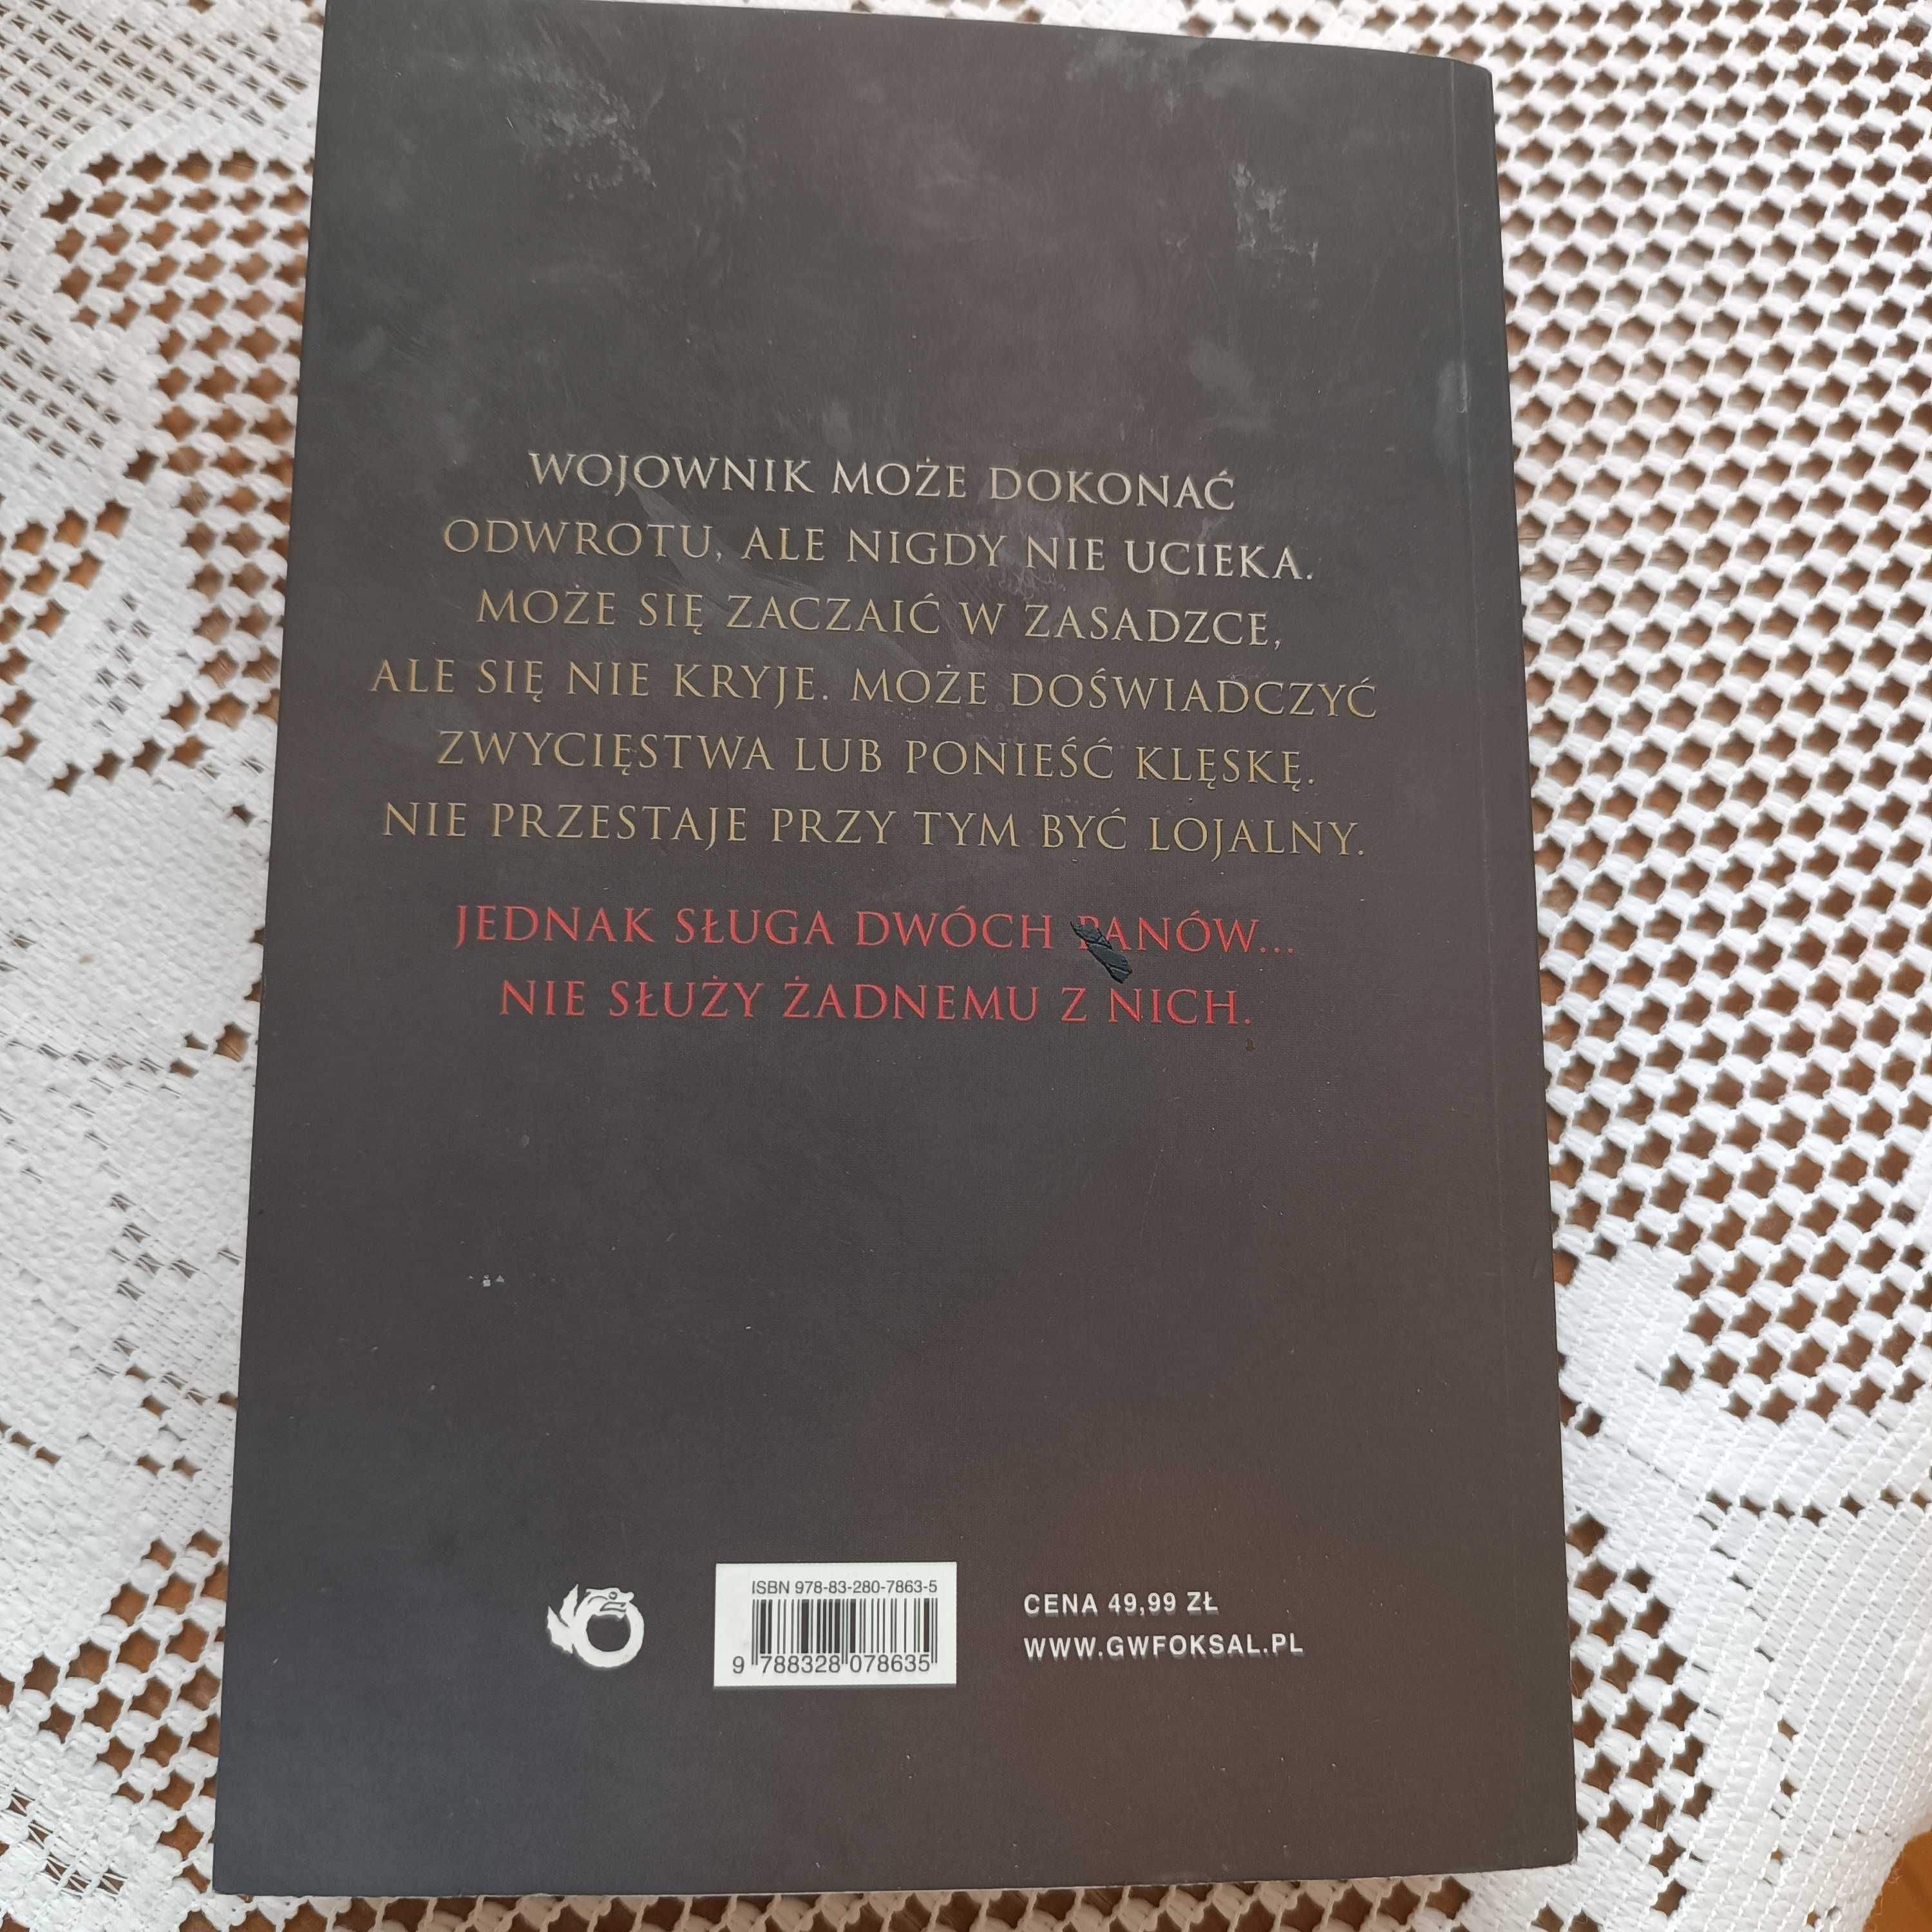 WOJOWNIK MOŻE DOKONAĆ
ODWROTU, ALE NIGDY NIE UCIEKA.
MOŻE SIĘ ZACZAIĆ W ZASADZCE,
ALE SIĘ NIE KRYJE. MOŻE DOŚWIADCZYĆ
ZWYCIĘSTWA LUB PONIEŚĆ KLĘSKĘ.
NIE PRZESTAJE PRZY TYM BYĆ LOJALNY.
JEDNAK SŁUGA DWÓCH PANÓW...
NIE SŁUŻY ŻADNEMU Z NICH.
ISBN 978-83-280-7863-5
9 788328 078635
CENA 49,99 ZŁ
WWW.GWFOKSAL.PL